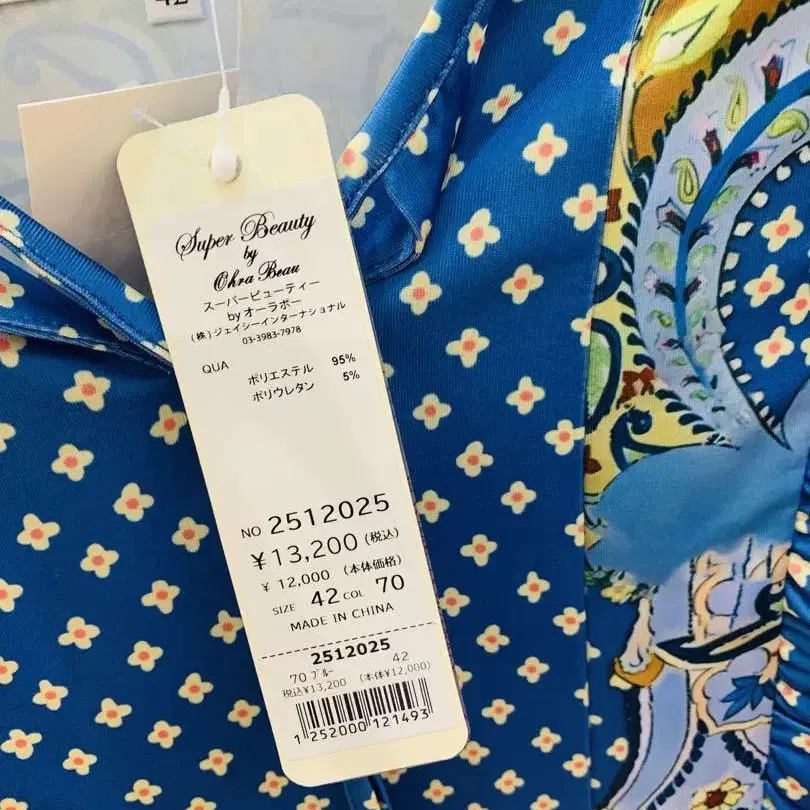 42
Super Beauty
by
Ohra Beau
スーパービューティー
by オーラボー
(株)ジェイシーインターナショナル
03-3983-7978
QUA ポリエステル 95%
ポリウレタン 5%
NO 2512025
¥13,200 (税込)
¥ 12,000 (本体価格)
SIZE 42 COL 70
MADE IN CHINA
2512025
70 ブルー 42
税込¥13,200 (本体¥12,000)
1 252000 121493